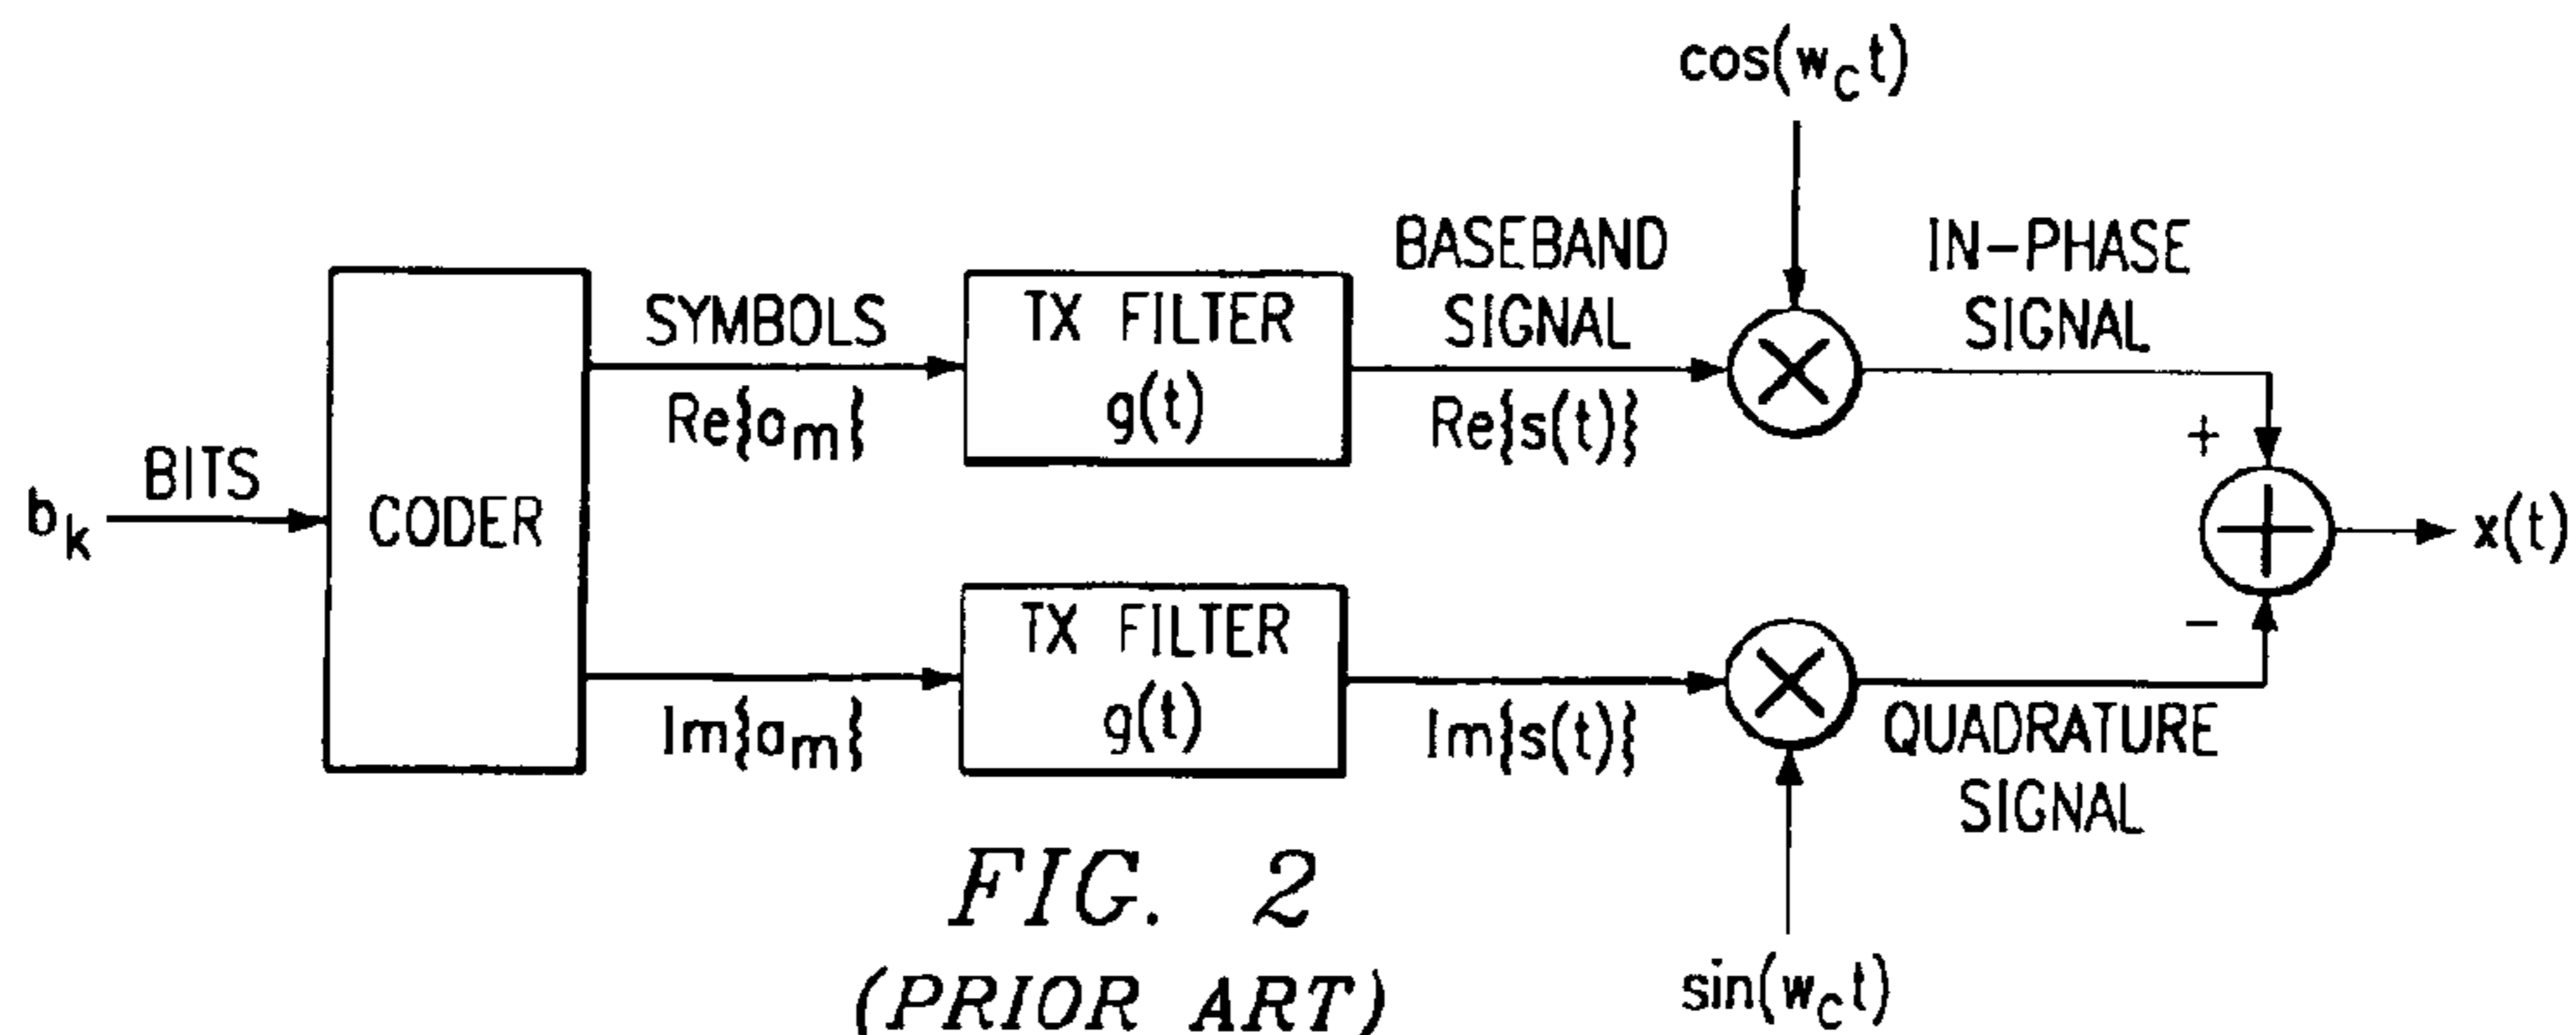 cos(w_c t)
BASEBAND
SIGNAL
IN-PHASE
SIGNAL
SYMBOLS
TX FILTER
g(t)
Re{a_m}
Re{s(t)}
+
b_k
BITS
CODER
x(t)
TX FILTER
g(t)
−
Im{a_m}
Im{s(t)}
QUADRATURE
SIGNAL
FIG. 2
(PRIOR ART)
sin(w_c t)